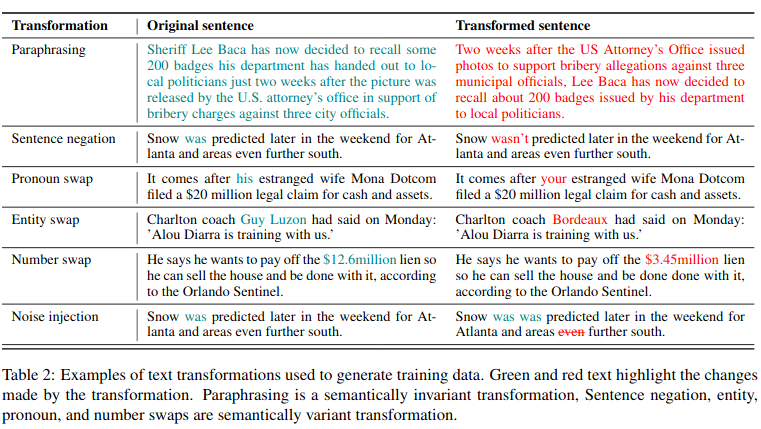 Transformation Original sentence Transformed sentence
Paraphrasing Sheriff Lee Baca has now decided to recall some Two weeks after the US Attorney's Office issued
200 badges his department has handed out to lo- photos to support bribery allegations against three
cal politicians just two weeks after the picture was municipal officials, Lee Baca has now decided to
released by the U.S. attorney's office in support of recall about 200 badges issued by his department
bribery charges against three city officials. to local politicians.
Sentence negation Snow was predicted later in the weekend for At- Snow wasn't predicted later in the weekend for At-
lanta and areas even further south. lanta and areas even further south.
Pronoun swap It comes after his estranged wife Mona Dotcom It comes after your estranged wife Mona Dotcom
filed a $20 million legal claim for cash and assets. filed a $20 million legal claim for cash and assets.
Entity swap Charlton coach Guy Luzon had said on Monday: Charlton coach Bordeaux had said on Monday:
'Alou Diarra is training with us.' 'Alou Diarra is training with us.'
Number swap He says he wants to pay off the $12.6million lien so He says he wants to pay off the $3.45million lien
he can sell the house and be done with it, according so he can sell the house and be done done with it,
to the Orlando Sentinel. according to the Orlando Sentinel.
Noise injection Snow was predicted later in the weekend for At- Snow was was predicted later in the weekend for
lanta and areas even further south. Atlanta and areas even further south.
Table 2: Examples of text transformations used to generate training data. Green and red text highlight the changes
made by the transformation. Paraphrasing is a semantically invariant transformation, Sentence negation, entity,
pronoun, and number swaps are semantically variant transformation.